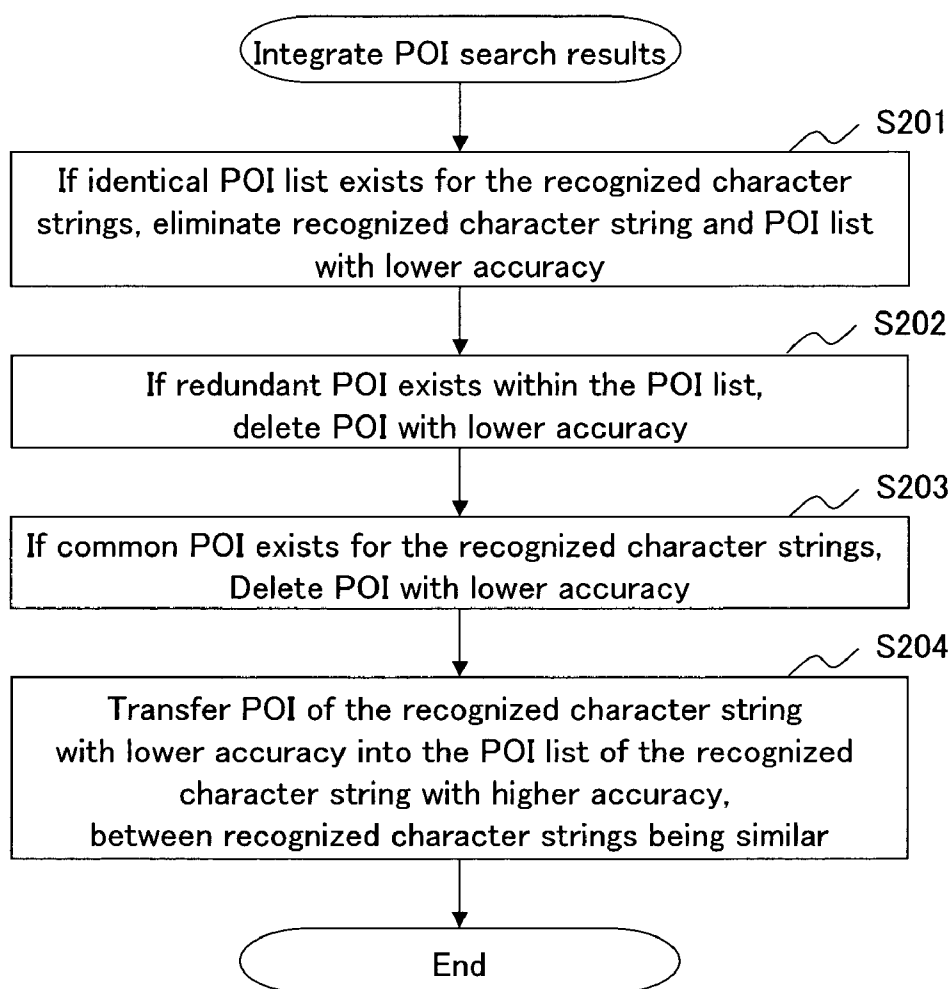 Integrate POI search results
S201
If identical POI list exists for the recognized character
strings, eliminate recognized character string and POI list
with lower accuracy
S202
If redundant POI exists within the POI list,
delete POI with lower accuracy
S203
If common POI exists for the recognized character strings,
Delete POI with lower accuracy
S204
Transfer POI of the recognized character string
with lower accuracy into the POI list of the recognized
character string with higher accuracy,
between recognized character strings being similar
End